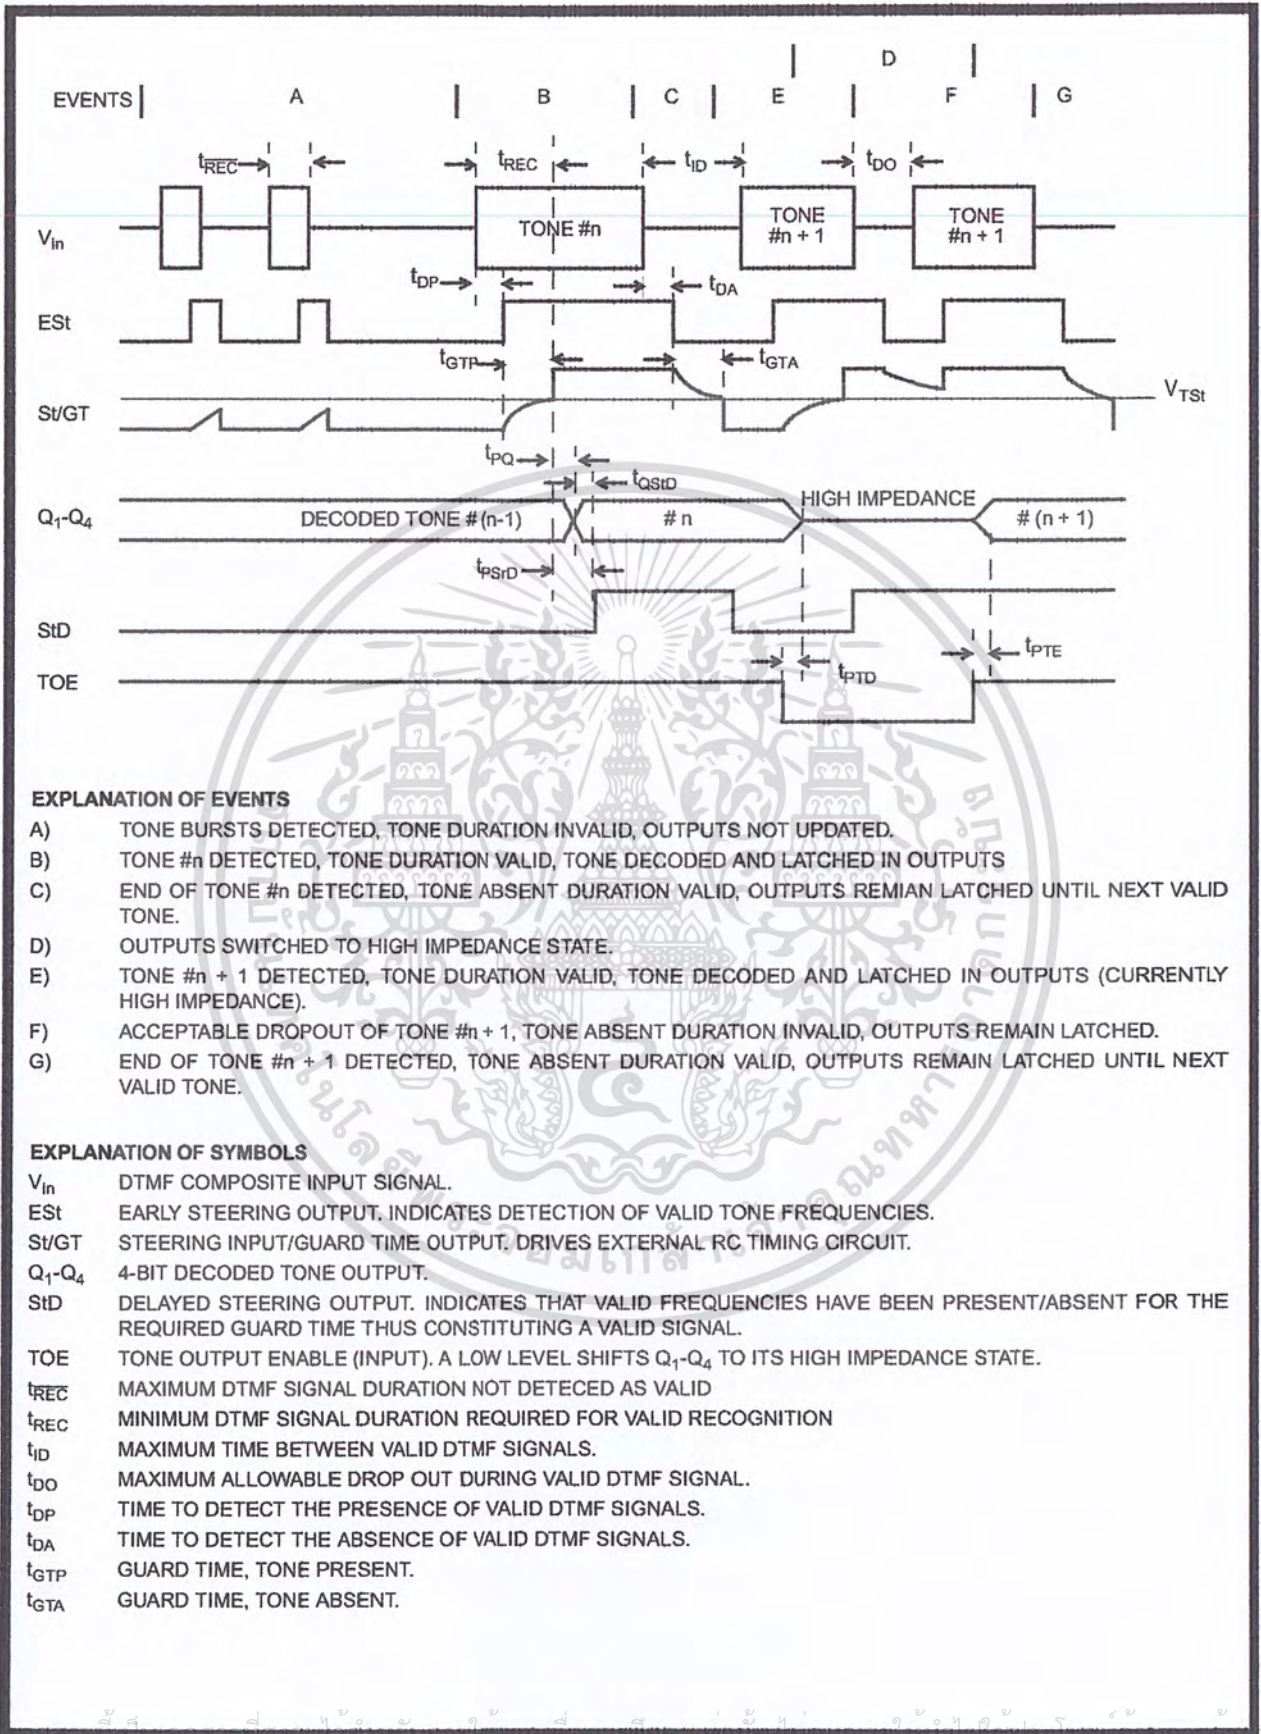 D
EVENTS A B C E F G
tREC tREC tID tDO
Vin TONE #n TONE #n + 1 TONE #n + 1
tDP tDA
ESt
tGTP tGTA
St/GT VTSt
tPQ tQStD
HIGH IMPEDANCE
Q1-Q4 DECODED TONE # (n-1) # n # (n + 1)
tPSrD
StD
tPTE
tPTD
TOE
EXPLANATION OF EVENTS
A) TONE BURSTS DETECTED, TONE DURATION INVALID, OUTPUTS NOT UPDATED.
B) TONE #n DETECTED, TONE DURATION VALID, TONE DECODED AND LATCHED IN OUTPUTS
C) END OF TONE #n DETECTED, TONE ABSENT DURATION VALID, OUTPUTS REMIAN LATCHED UNTIL NEXT VALID
TONE.
D) OUTPUTS SWITCHED TO HIGH IMPEDANCE STATE.
E) TONE #n + 1 DETECTED, TONE DURATION VALID, TONE DECODED AND LATCHED IN OUTPUTS (CURRENTLY
HIGH IMPEDANCE).
F) ACCEPTABLE DROPOUT OF TONE #n + 1, TONE ABSENT DURATION INVALID, OUTPUTS REMAIN LATCHED.
G) END OF TONE #n + 1 DETECTED, TONE ABSENT DURATION VALID, OUTPUTS REMAIN LATCHED UNTIL NEXT
VALID TONE.
EXPLANATION OF SYMBOLS
Vin DTMF COMPOSITE INPUT SIGNAL.
ESt EARLY STEERING OUTPUT. INDICATES DETECTION OF VALID TONE FREQUENCIES.
St/GT STEERING INPUT/GUARD TIME OUTPUT. DRIVES EXTERNAL RC TIMING CIRCUIT.
Q1-Q4 4-BIT DECODED TONE OUTPUT.
StD DELAYED STEERING OUTPUT. INDICATES THAT VALID FREQUENCIES HAVE BEEN PRESENT/ABSENT FOR THE
REQUIRED GUARD TIME THUS CONSTITUTING A VALID SIGNAL.
TOE TONE OUTPUT ENABLE (INPUT). A LOW LEVEL SHIFTS Q1-Q4 TO ITS HIGH IMPEDANCE STATE.
tREC MAXIMUM DTMF SIGNAL DURATION NOT DETECED AS VALID
tREC MINIMUM DTMF SIGNAL DURATION REQUIRED FOR VALID RECOGNITION
tID MAXIMUM TIME BETWEEN VALID DTMF SIGNALS.
tDO MAXIMUM ALLOWABLE DROP OUT DURING VALID DTMF SIGNAL.
tDP TIME TO DETECT THE PRESENCE OF VALID DTMF SIGNALS.
tDA TIME TO DETECT THE ABSENCE OF VALID DTMF SIGNALS.
tGTP GUARD TIME, TONE PRESENT.
tGTA GUARD TIME, TONE ABSENT.